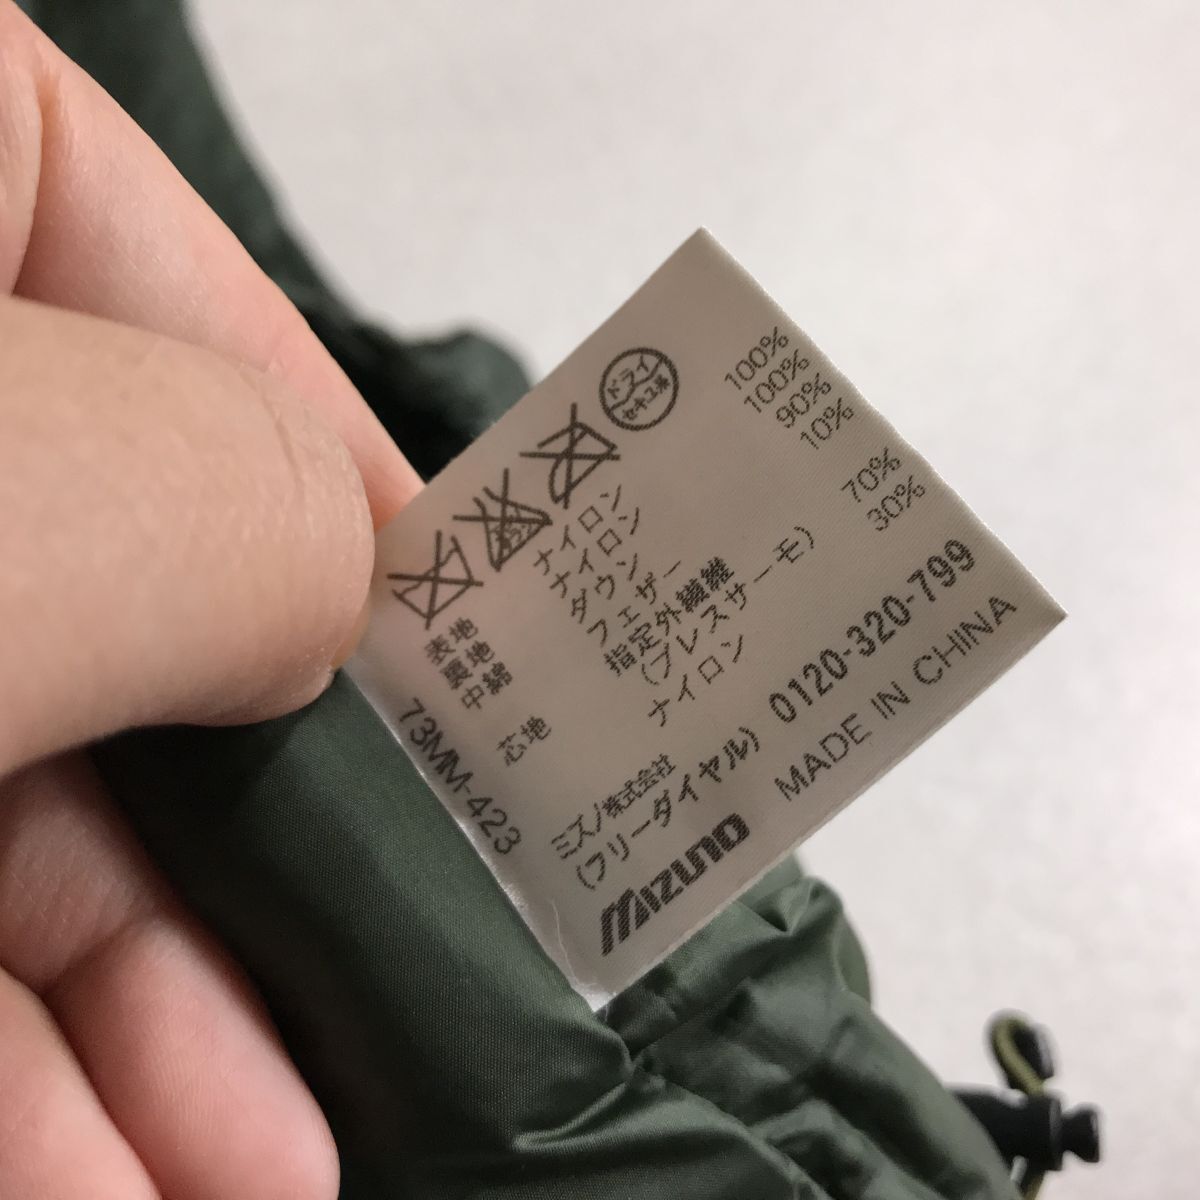 ドライ
セキユ系
表地 ナイロン 100%
裏地 ナイロン 100%
中綿 ダウン 90%
フェザー 10%
芯地 指定外繊維
(ブレスサーモ) 70%
ナイロン 30%
73MM-423
ミズノ株式会社
(フリーダイヤル) 0120-320-799
MIZUNO MADE IN CHINA